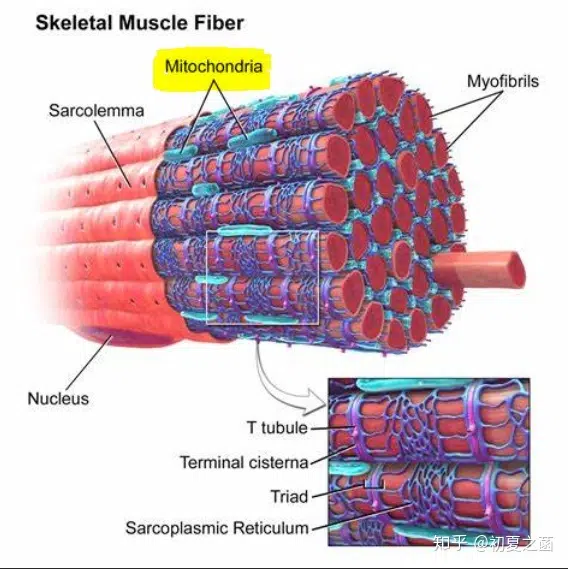 Skeletal Muscle Fiber
Mitochondria
Sarcolemma
Myofibrils
Nucleus
T tubule
Terminal cisterna
Triad
Sarcoplasmic Reticulum
知乎 @初夏之菡